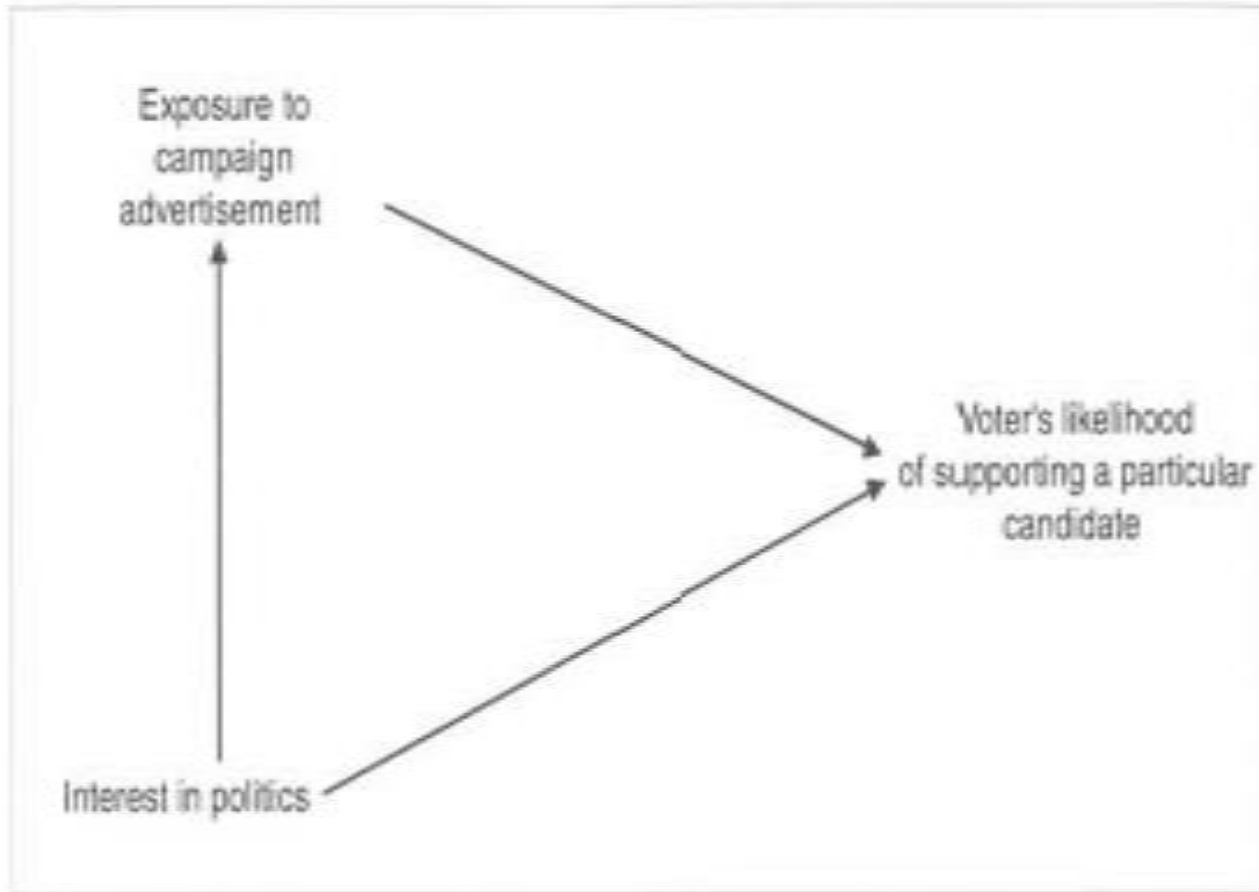 Exposure to
campaign
advertisement
Voter's likelihood
of supporting a particular
candidate
Interest in politics